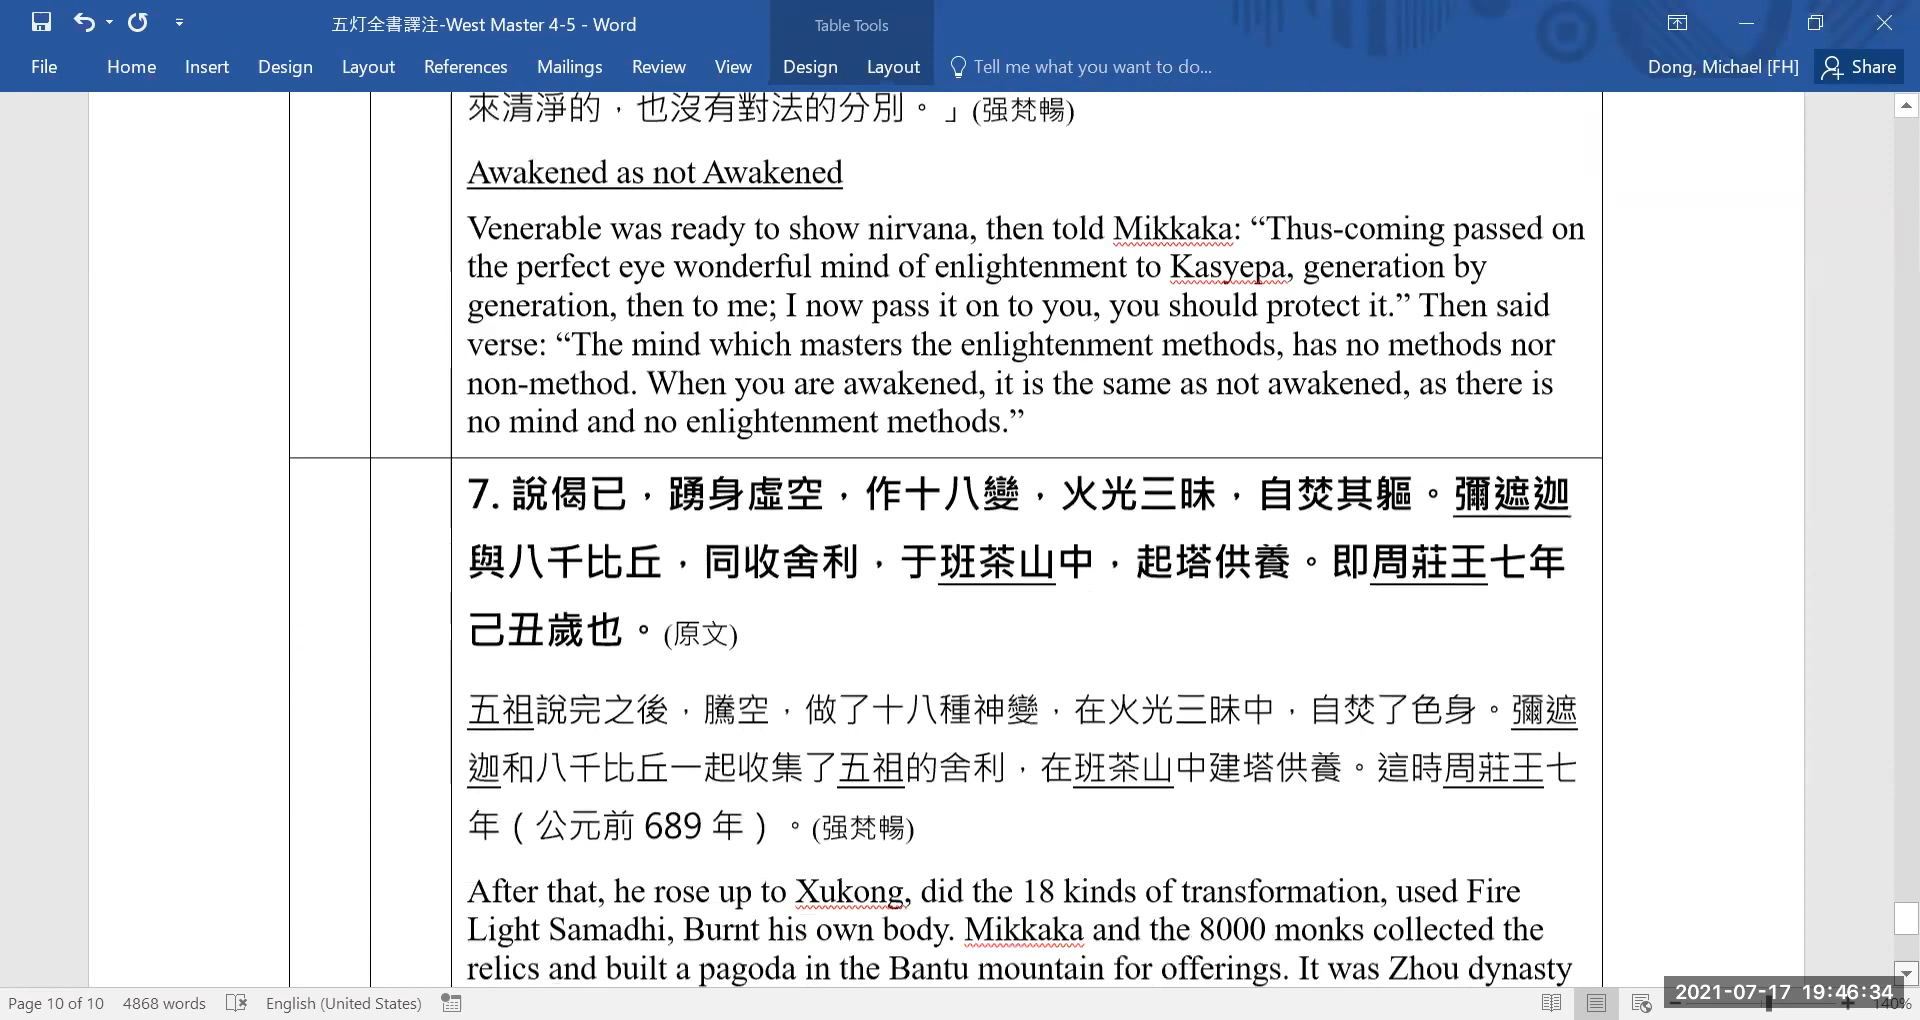 五灯全書譯注-West Master 4-5 - Word
Table Tools
File Home Insert Design Layout References Mailings Review View Design Layout Tell me what you want to do... Dong, Michael [FH] Share
來清淨的，也沒有對法的分別。」(强梵暢)
Awakened as not Awakened
Venerable was ready to show nirvana, then told Mikkaka: “Thus-coming passed on
the perfect eye wonderful mind of enlightenment to Kasyepa, generation by
generation, then to me; I now pass it on to you, you should protect it.” Then said
verse: “The mind which masters the enlightenment methods, has no methods nor
non-method. When you are awakened, it is the same as not awakened, as there is
no mind and no enlightenment methods.”
7. 說偈已，踴身虛空，作十八變，火光三昧，自焚其軀。彌遮迦
與八千比丘，同收舍利，于班茶山中，起塔供養。即周莊王七年
己丑歲也。(原文)
五祖說完之後，騰空，做了十八種神變，在火光三昧中，自焚了色身。彌遮
迦和八千比丘一起收集了五祖的舍利，在班茶山中建塔供養。這時周莊王七
年（公元前 689 年）。(强梵暢)
After that, he rose up to Xukong, did the 18 kinds of transformation, used Fire
Light Samadhi, Burnt his own body. Mikkaka and the 8000 monks collected the
relics and built a pagoda in the Bantu mountain for offerings. It was Zhou dynasty
Page 10 of 10 4868 words English (United States) 140%
2021-07-17 19:46:34